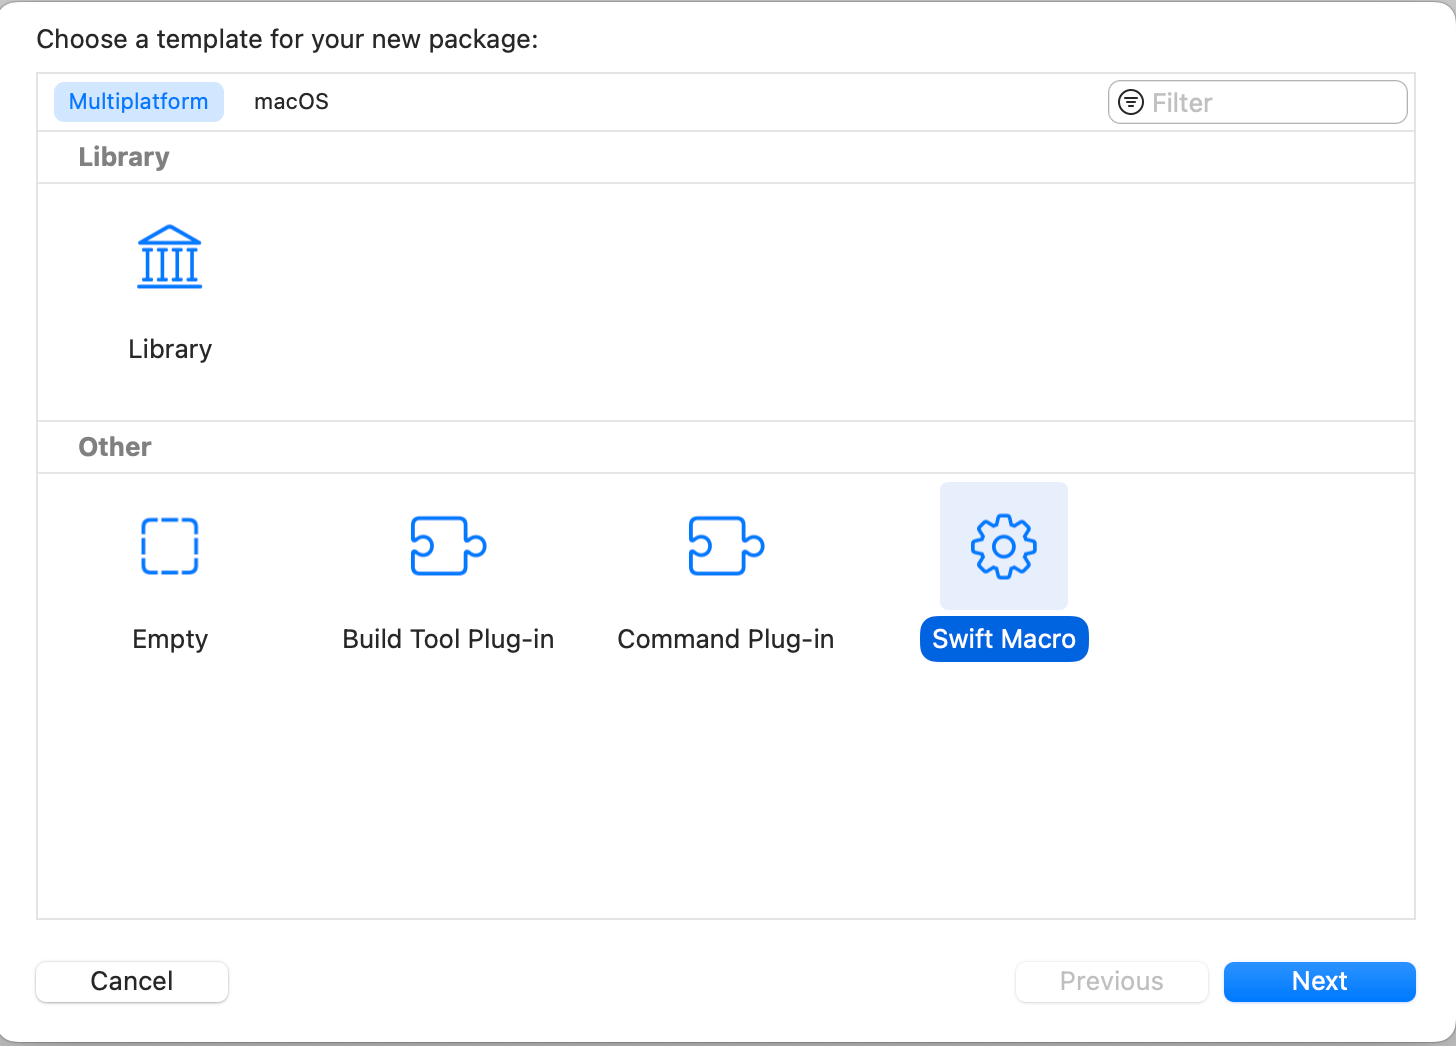 Choose a template for your new package:
Multiplatform macOS Filter
Library
Library
Other
Empty Build Tool Plug-in Command Plug-in Swift Macro
Cancel Previous Next